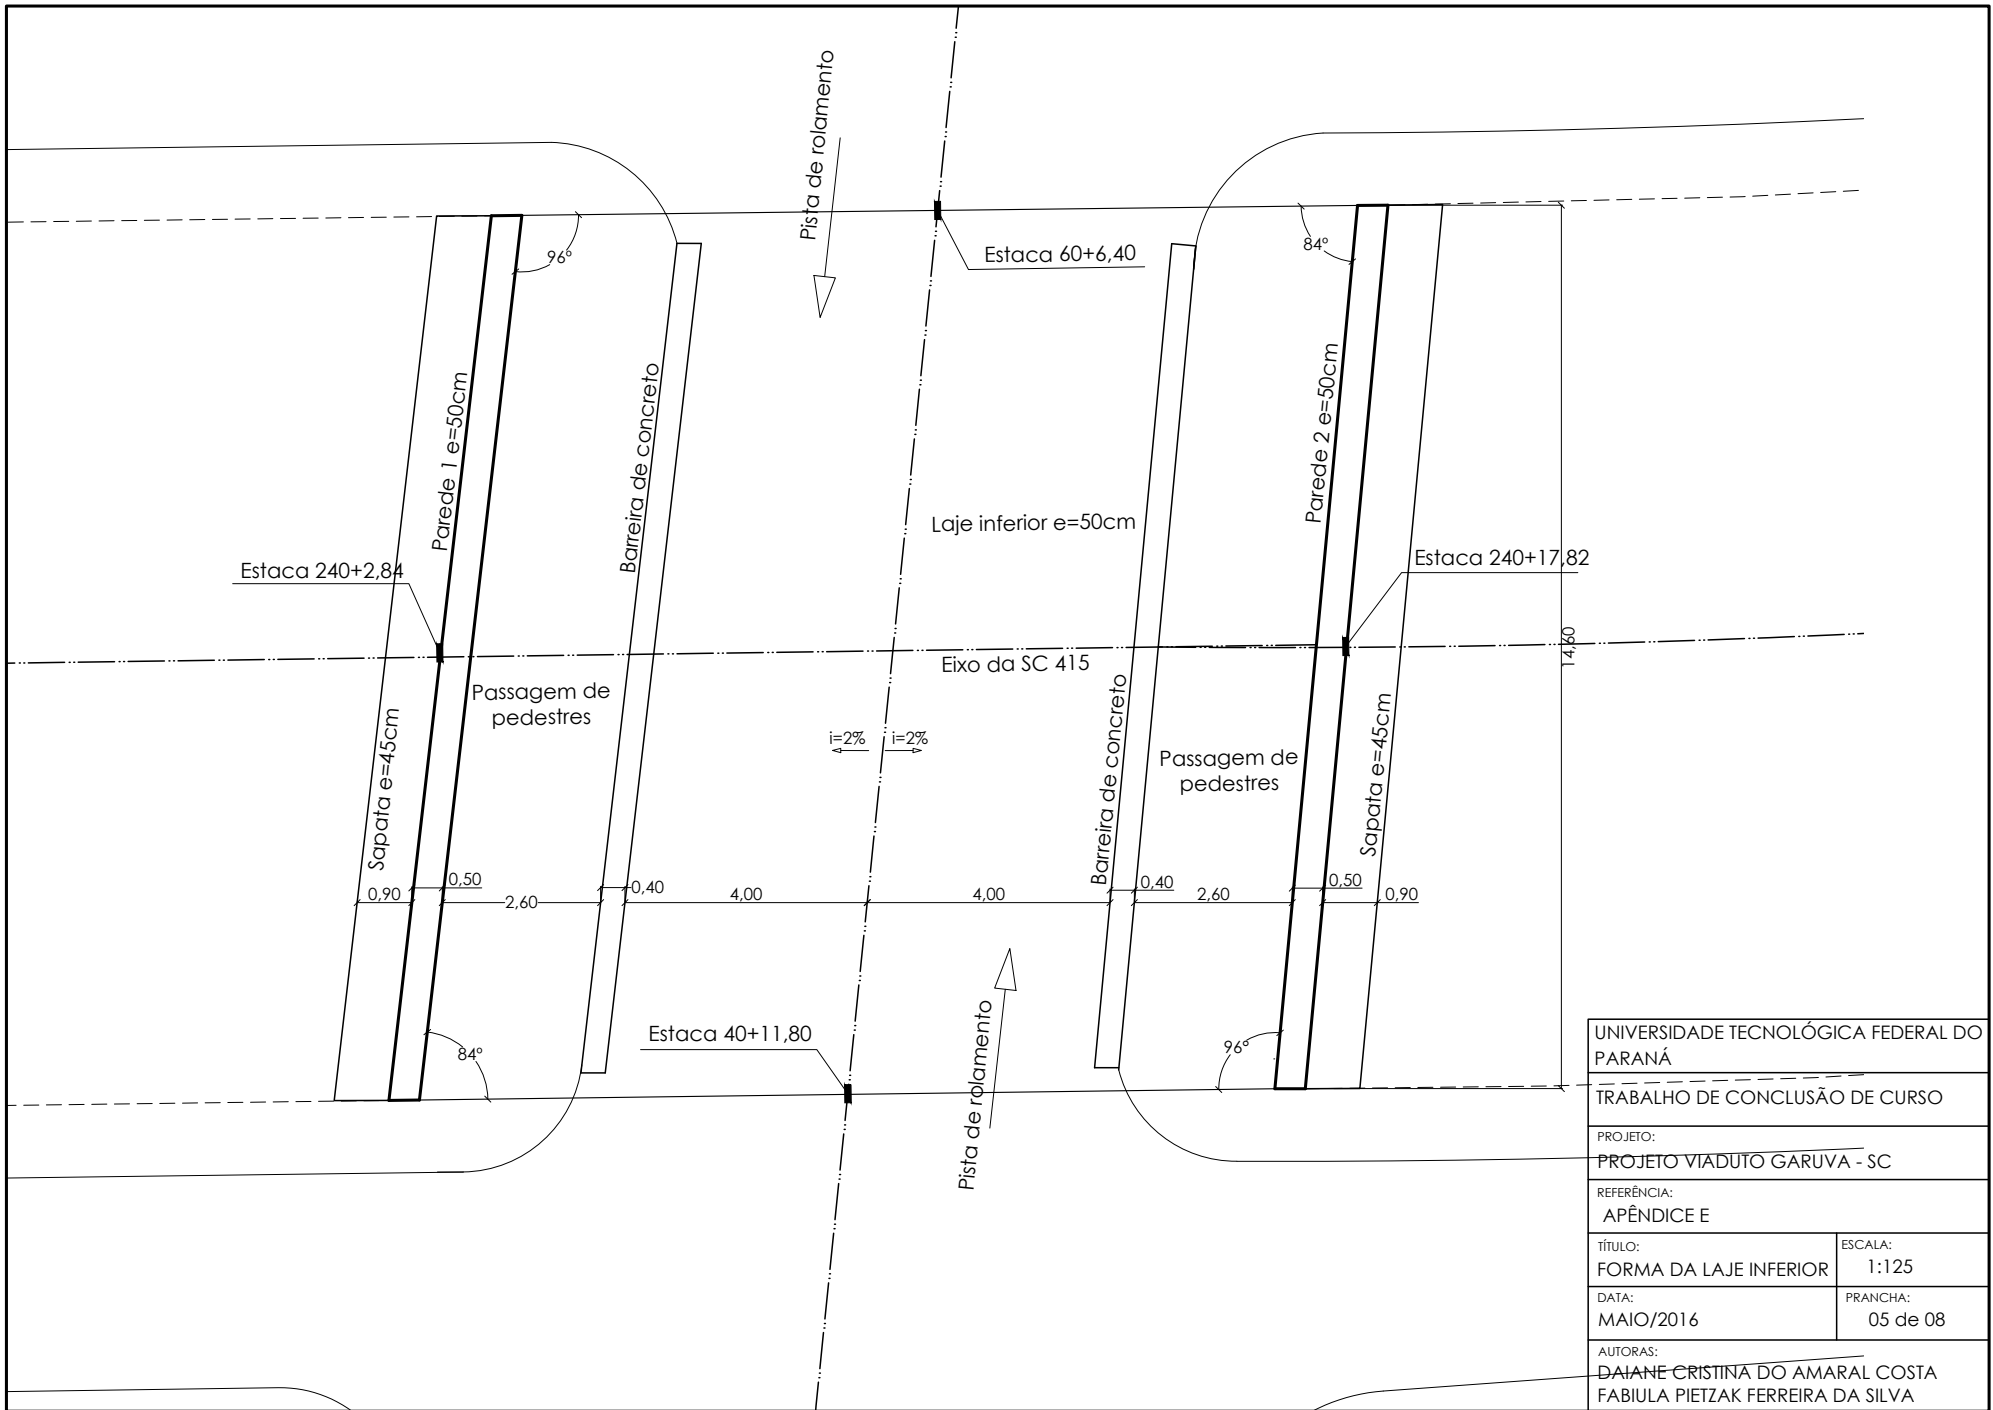 Pista de rolamento
Estaca 60+6,40
96°
84°
Parede 1 e=50cm
Barreira de concreto
Parede 2 e=50cm
Laje inferior e=50cm
Estaca 240+2,84
Estaca 240+17,82
14,60
Eixo da SC 415
Passagem de
pedestres
Sapata e=45cm
i=2%
i=2%
Barreira de concreto
Passagem de
pedestres
Sapata e=45cm
0,90
0,50
2,60
0,40
4,00
4,00
0,40
2,60
0,50
0,90
Estaca 40+11,80
84°
Pista de rolamento
96°
UNIVERSIDADE TECNOLÓGICA FEDERAL DO
PARANÁ
TRABALHO DE CONCLUSÃO DE CURSO
PROJETO:
PROJETO VIADUTO GARUVA - SC
REFERÊNCIA:
APÊNDICE E
TÍTULO:
FORMA DA LAJE INFERIOR
ESCALA:
1:125
DATA:
MAIO/2016
PRANCHA:
05 de 08
AUTORAS:
DAIANE CRISTINA DO AMARAL COSTA
FABIULA PIETZAK FERREIRA DA SILVA